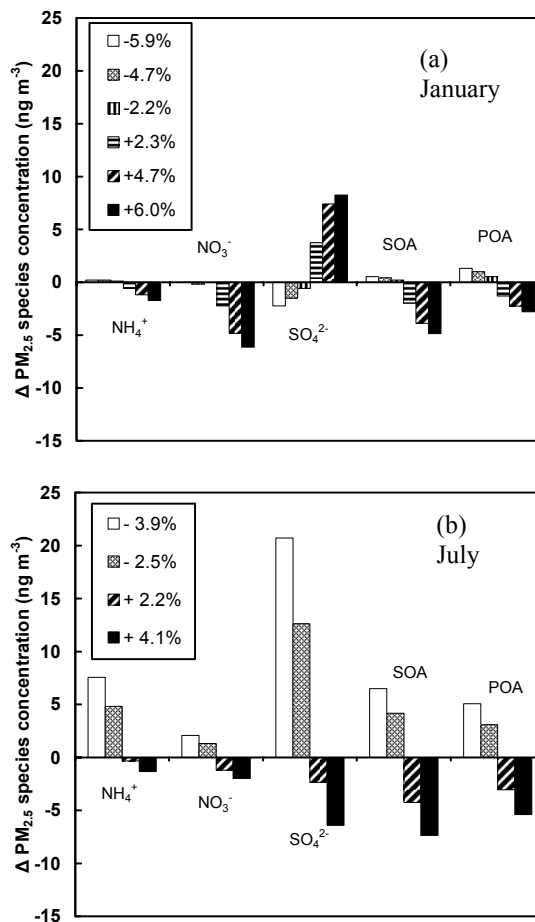 Δ PM₂.₅ species concentration (ng m⁻³)
25
20
15
10
5
0
-5
-10
-15
-5.9%
-4.7%
-2.2%
+2.3%
+4.7%
+6.0%
(a)
January
NH₄⁺
NO₃⁻
SO₄²⁻
SOA
POA
Δ PM₂.₅ species concentration (ng m⁻³)
25
20
15
10
5
0
-5
-10
-15
- 3.9%
- 2.5%
+ 2.2%
+ 4.1%
(b)
July
NH₄⁺
NO₃⁻
SO₄²⁻
SOA
POA